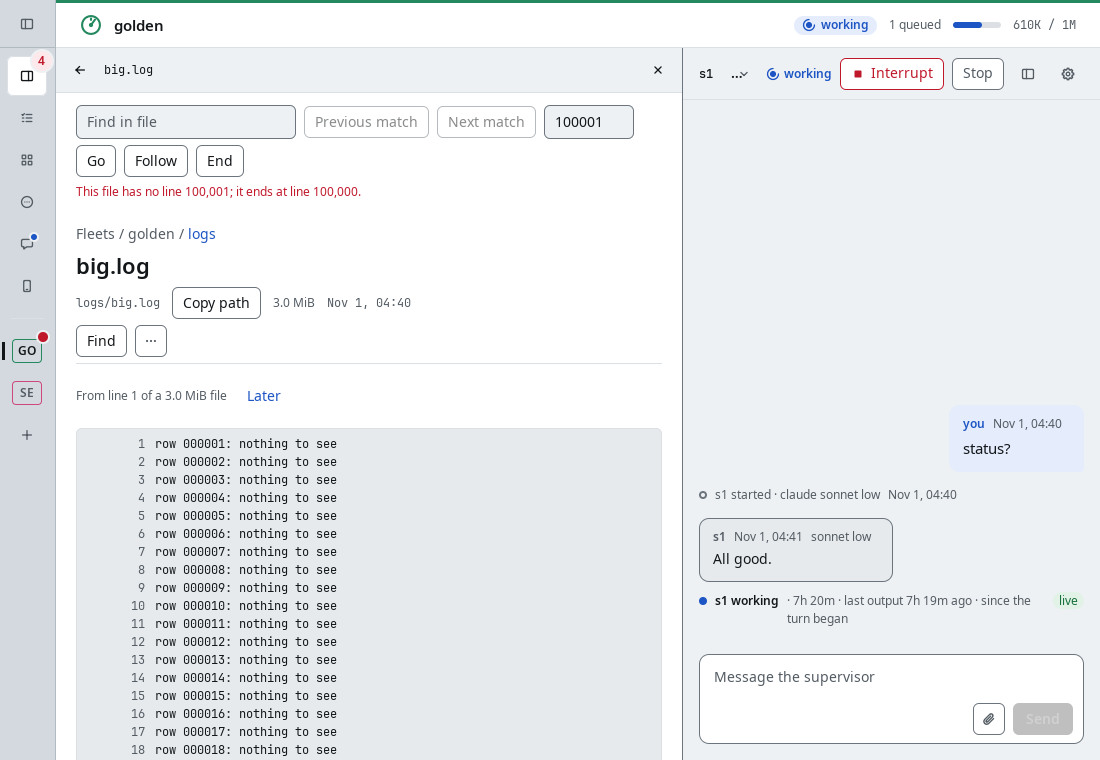 golden
working
1 queued
610K / 1M
4
big.log
s1
...
working
Interrupt
Stop
Find in file
Previous match
Next match
100001
Go
Follow
End
This file has no line 100,001; it ends at line 100,000.
Fleets / golden / logs
big.log
logs/big.log
Copy path
3.0 MiB
Nov 1, 04:40
Find
...
From line 1 of a 3.0 MiB file
Later
1 row 000001: nothing to see
2 row 000002: nothing to see
3 row 000003: nothing to see
4 row 000004: nothing to see
5 row 000005: nothing to see
6 row 000006: nothing to see
7 row 000007: nothing to see
8 row 000008: nothing to see
9 row 000009: nothing to see
10 row 000010: nothing to see
11 row 000011: nothing to see
12 row 000012: nothing to see
13 row 000013: nothing to see
14 row 000014: nothing to see
15 row 000015: nothing to see
16 row 000016: nothing to see
17 row 000017: nothing to see
18 row 000018: nothing to see
GO
SE
you Nov 1, 04:40
status?
s1 started · claude sonnet low Nov 1, 04:40
s1 Nov 1, 04:41 sonnet low
All good.
s1 working · 7h 20m · last output 7h 19m ago · since the
turn began
live
Message the supervisor
Send